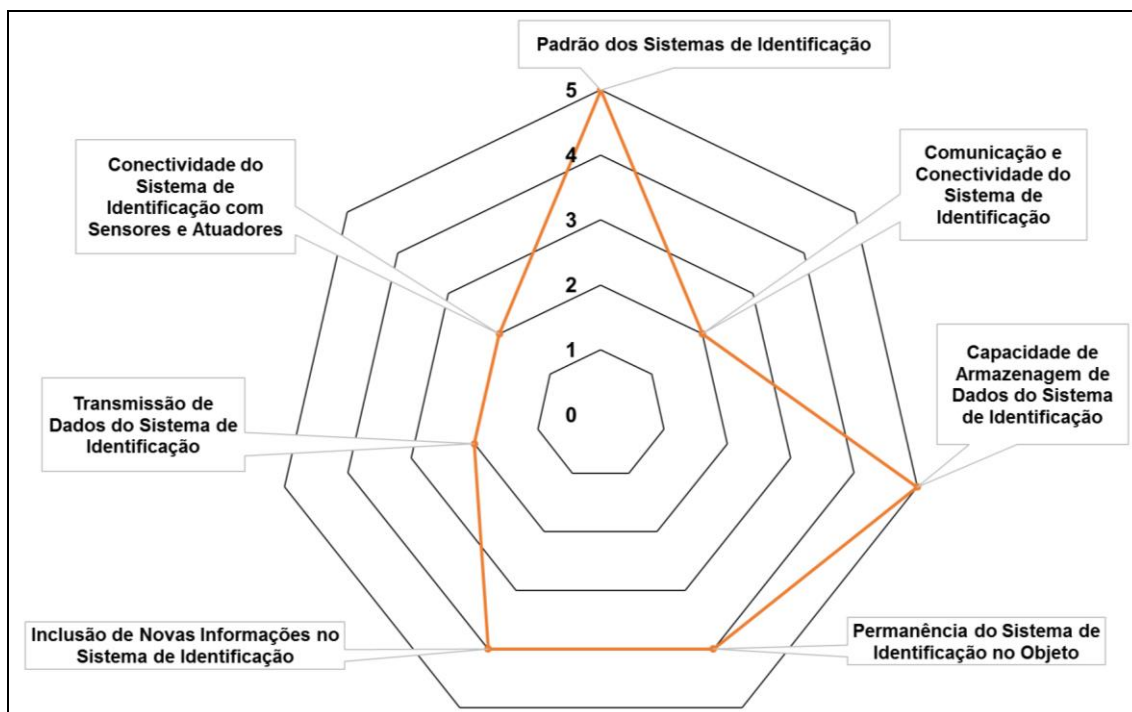 Padrão dos Sistemas de Identificação
5
4
3
2
1
0
Comunicação e
Conectividade do
Sistema de
Identificação
Capacidade de
Armazenagem de
Dados do Sistema
de Identificação
Permanência do Sistema de
Identificação no Objeto
Inclusão de Novas Informações no
Sistema de Identificação
Transmissão de
Dados do Sistema de
Identificação
Conectividade do
Sistema de
Identificação com
Sensores e Atuadores